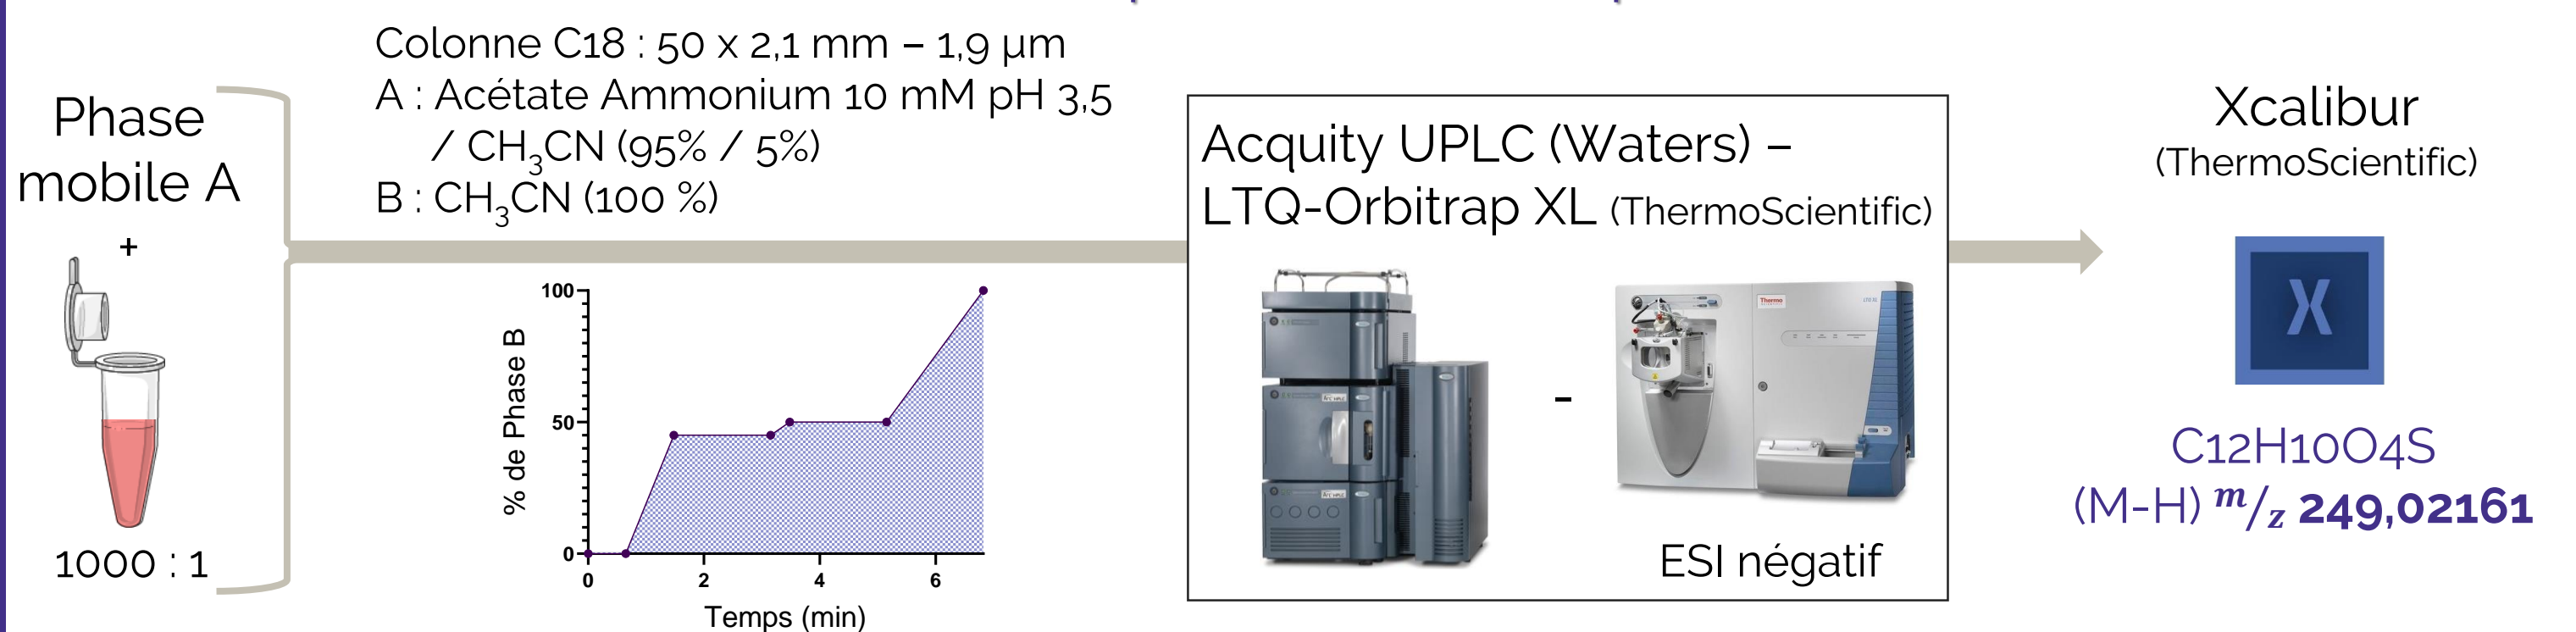 Phase
mobile A
+
1000 : 1
Colonne C18 : 50 x 2,1 mm – 1,9 µm
A : Acétate Ammonium 10 mM pH 3,5
/ CH₃CN (95% / 5%)
B : CH₃CN (100 %)
% de Phase B
100
50
0
0 2 4 6
Temps (min)
Acquity UPLC (Waters) –
LTQ-Orbitrap XL (ThermoScientific)
Thermo
-
ESI négatif
Xcalibur
(ThermoScientific)
X
C12H10O4S
(M-H) m/z 249,02161